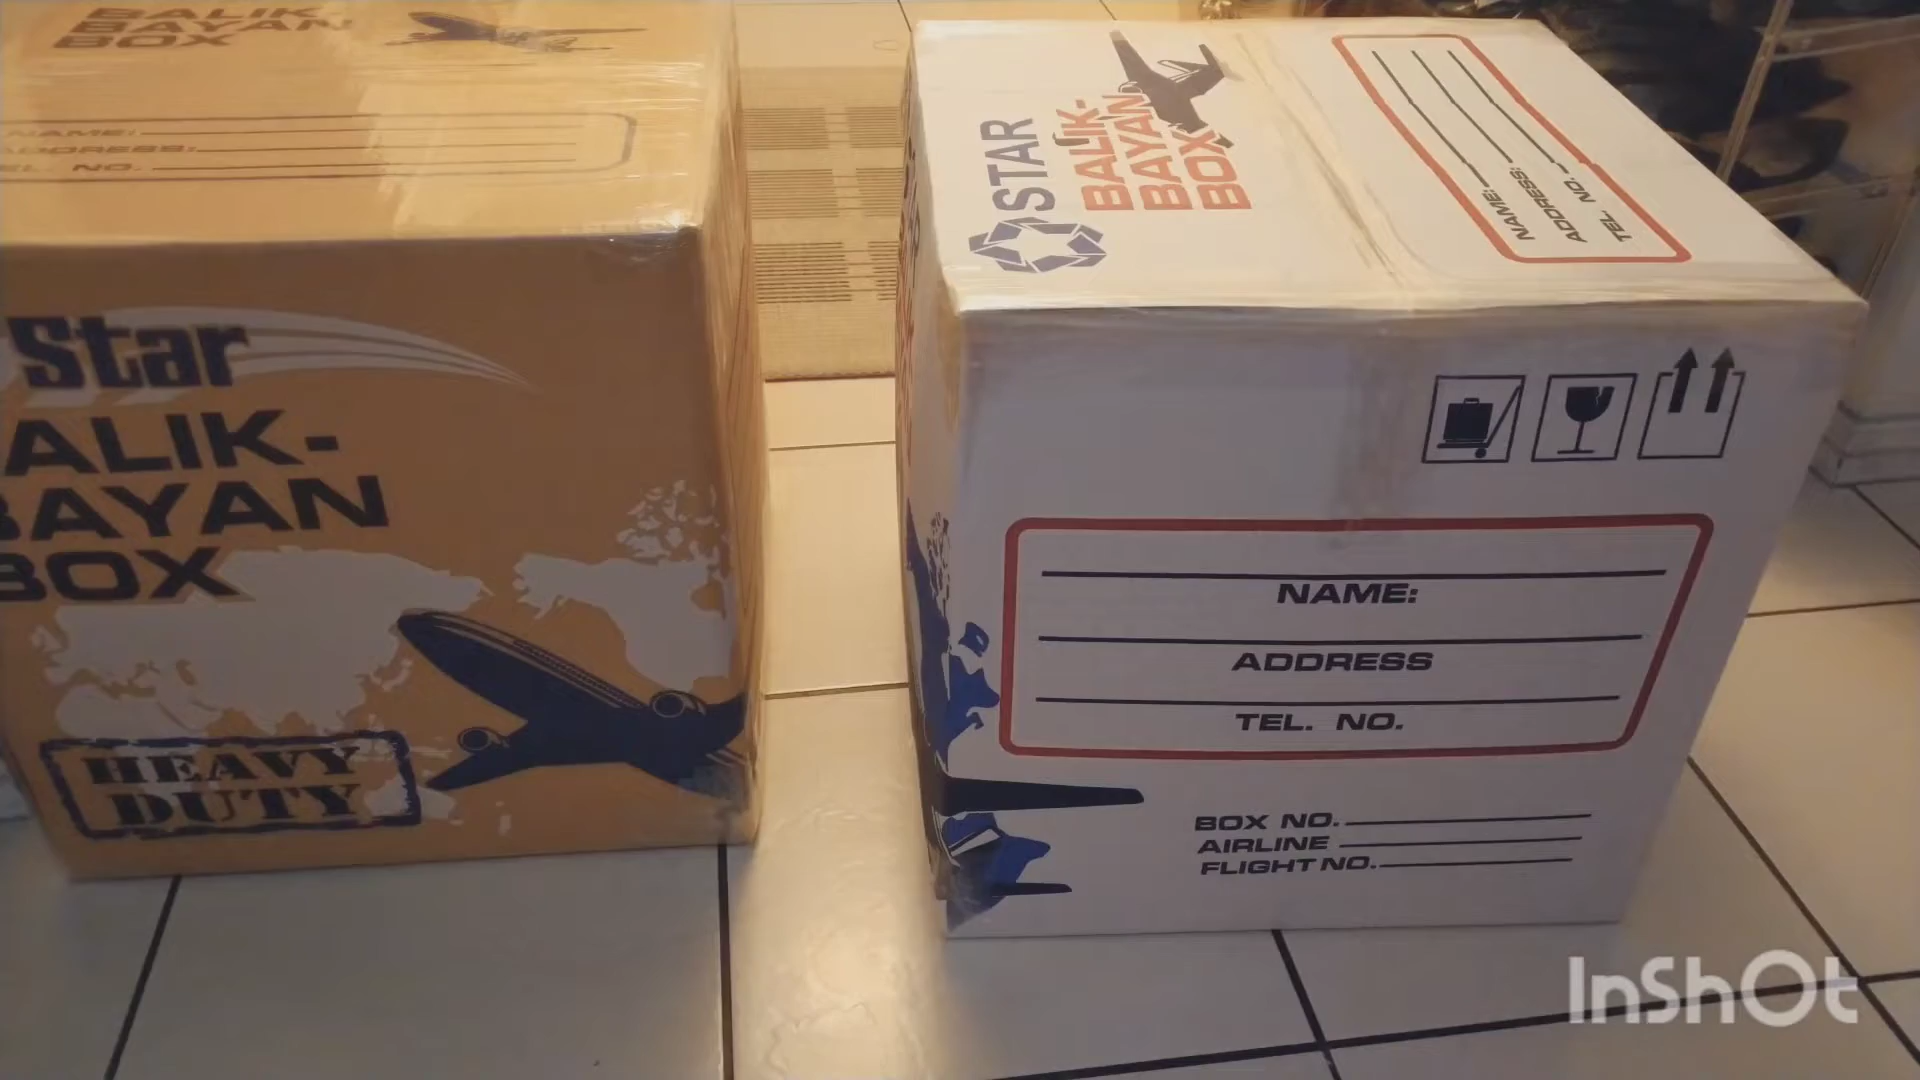 BALIK
BAYAN
BOX
NAME:
ADDRESS:
TEL. NO.
Star
ALIK-
BAYAN
BOX
HEAVY
DUTY
STAR
BALIK-
BAYAN
BOX
NAME:
ADDRESS:
TEL. NO.
NAME:
ADDRESS
TEL. NO.
BOX NO.
AIRLINE
FLIGHT NO.
InShOt